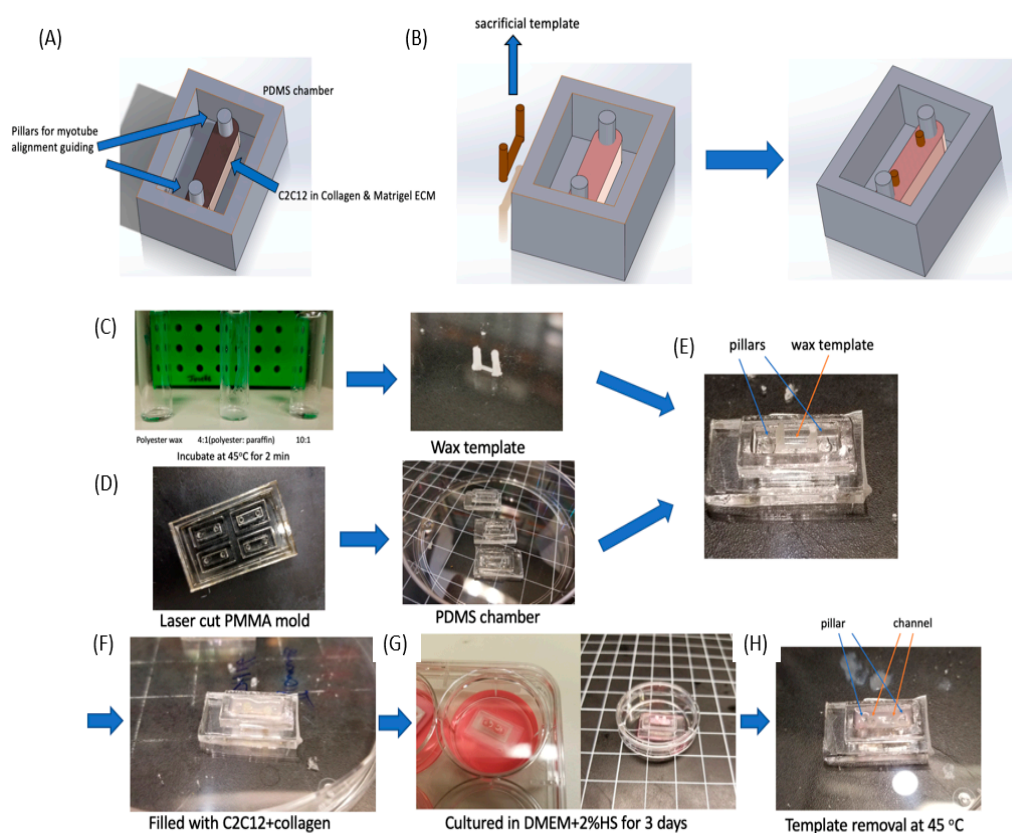 (A)
PDMS chamber
Pillars for myotube
alignment guiding
C2C12 in Collagen & Matrigel ECM
(B)
sacrificial template
(C)
Polyester wax 4:1(polyester: paraffin) 10:1
Incubate at 45°C for 2 min
Wax template
(D)
Laser cut PMMA mold
PDMS chamber
(E)
pillars wax template
(F)
Filled with C2C12+collagen
(G)
Cultured in DMEM+2%HS for 3 days
(H)
pillar channel
Template removal at 45 °C